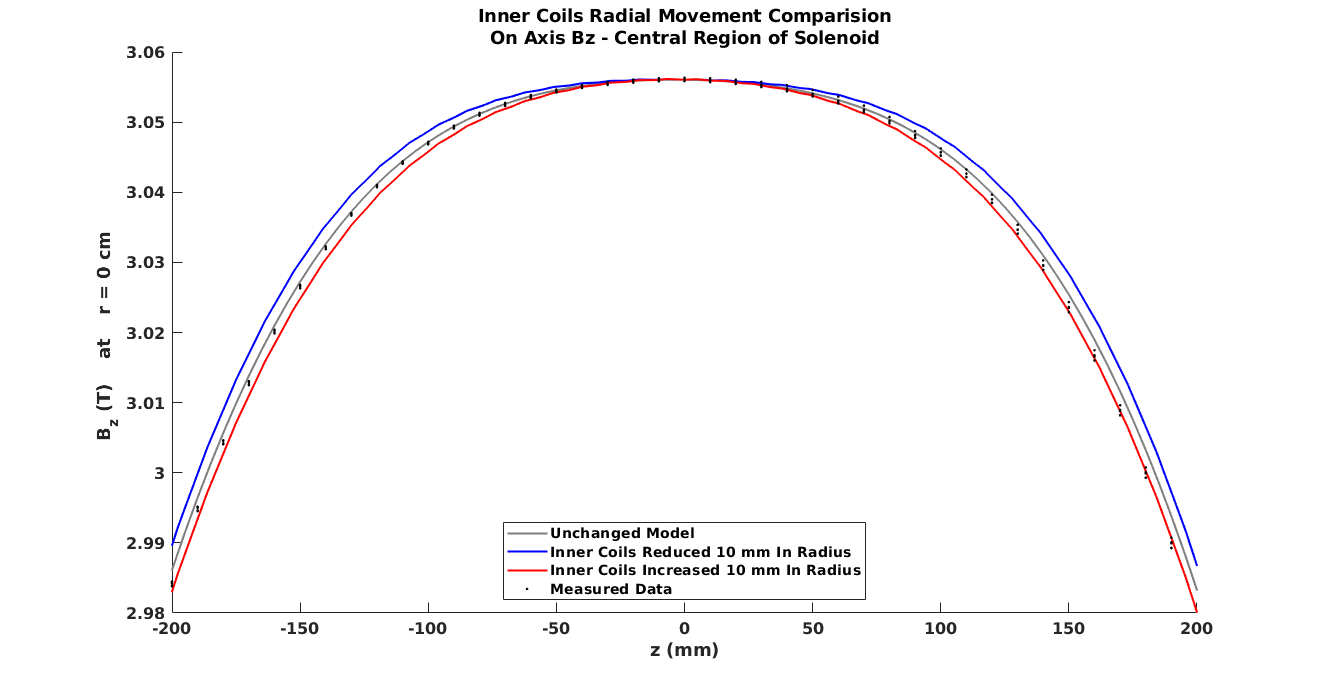 Inner Coils Radial Movement Comparision
On Axis Bz - Central Region of Solenoid
B_z (T) at r = 0 cm
3.06
3.05
3.04
3.03
3.02
3.01
3
2.99
2.98
-200
-150
-100
-50
0
50
100
150
200
z (mm)
Unchanged Model
Inner Coils Reduced 10 mm In Radius
Inner Coils Increased 10 mm In Radius
Measured Data